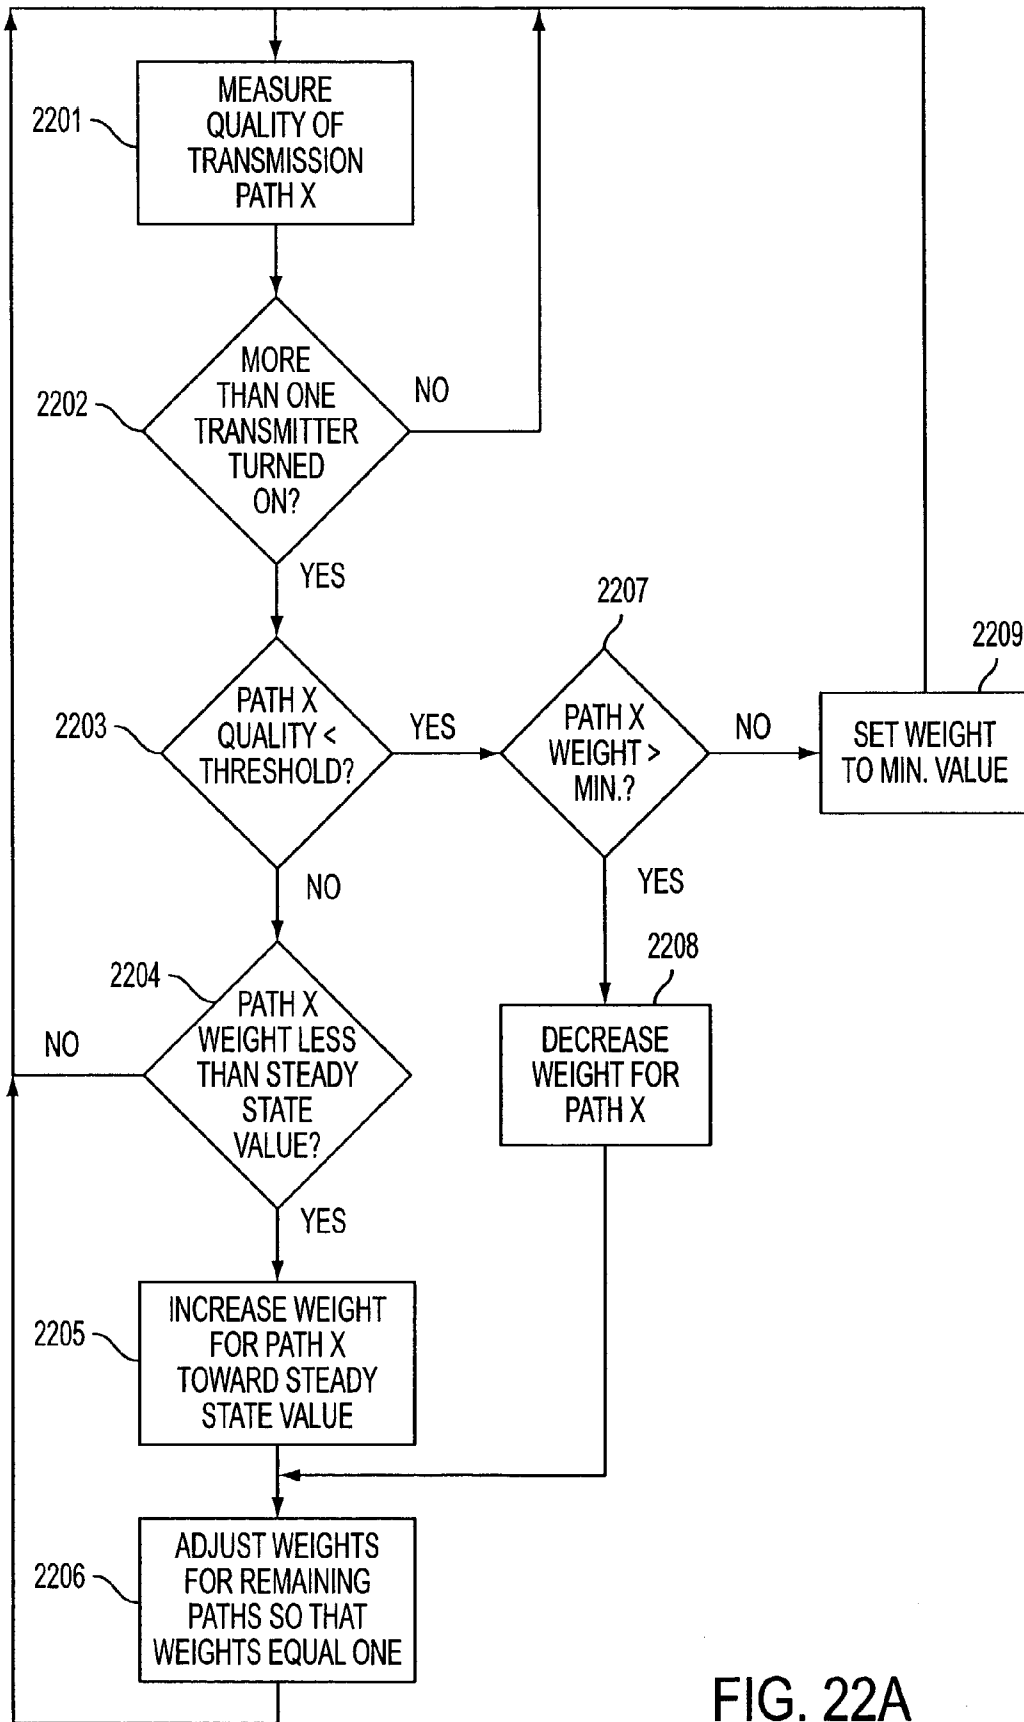 2201
MEASURE
QUALITY OF
TRANSMISSION
PATH X
2202
MORE
THAN ONE
TRANSMITTER
TURNED
ON?
NO
YES
2203
PATH X
QUALITY <
THRESHOLD?
YES
NO
2207
PATH X
WEIGHT >
MIN.?
NO
YES
2209
SET WEIGHT
TO MIN. VALUE
2204
PATH X
WEIGHT LESS
THAN STEADY
STATE
VALUE?
NO
YES
2208
DECREASE
WEIGHT FOR
PATH X
2205
INCREASE WEIGHT
FOR PATH X
TOWARD STEADY
STATE VALUE
2206
ADJUST WEIGHTS
FOR REMAINING
PATHS SO THAT
WEIGHTS EQUAL ONE
FIG. 22A